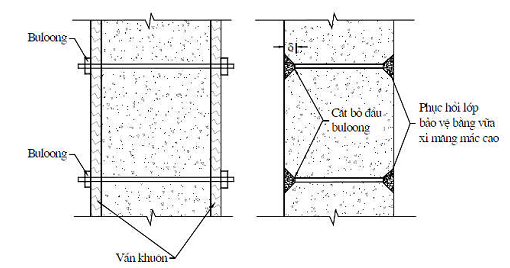 Buloong
Buloong
Ván khuôn
δ
Cắt bỏ đầu
buloong
Phục hồi lớp
bảo vệ bằng vữa
xi măng mác cao